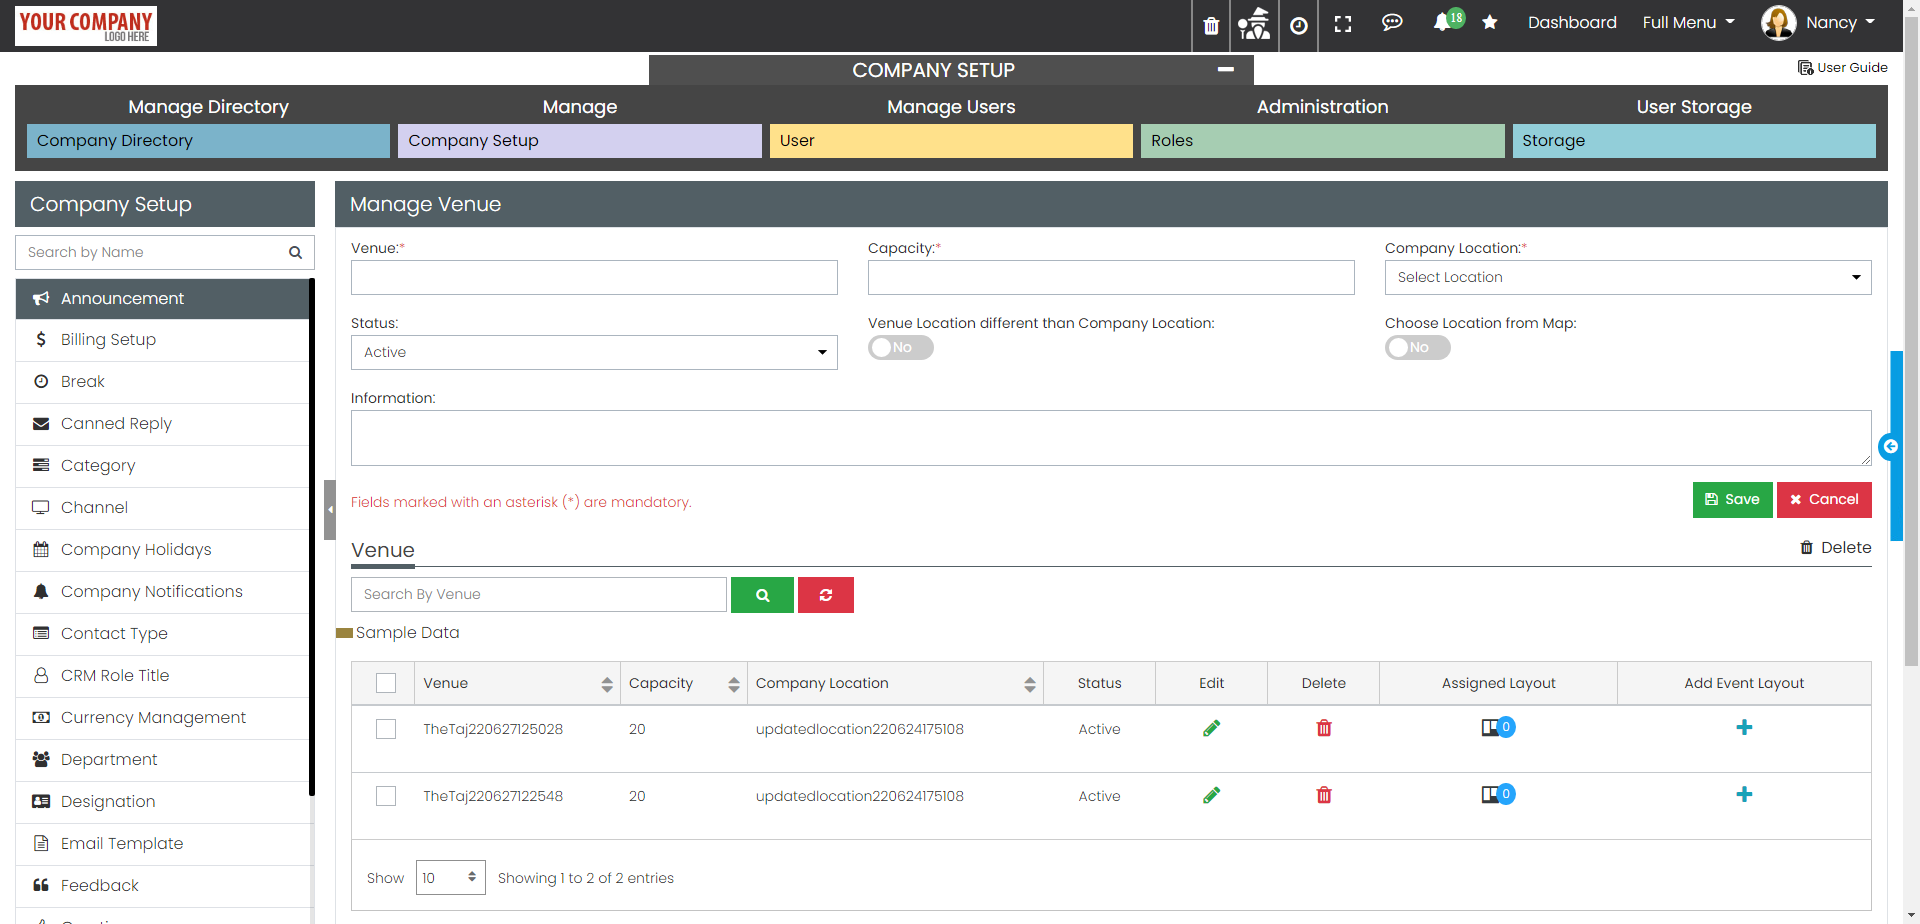 YOUR COMPANY
LOGO HERE
18
Dashboard
Full Menu
Nancy
COMPANY SETUP
User Guide
Manage Directory
Manage
Manage Users
Administration
User Storage
Company Directory
Company Setup
User
Roles
Storage
Company Setup
Search by Name
Announcement
Billing Setup
Break
Canned Reply
Category
Channel
Company Holidays
Company Notifications
Contact Type
CRM Role Title
Currency Management
Department
Designation
Email Template
Feedback
Manage Venue
Venue:*
Capacity:*
Company Location:*
Select Location
Status:
Venue Location different than Company Location:
Choose Location from Map:
Active
No
No
Information:
Fields marked with an asterisk (*) are mandatory.
Save
Cancel
Venue
Delete
Search By Venue
Sample Data
Venue
Capacity
Company Location
Status
Edit
Delete
Assigned Layout
Add Event Layout
TheTaj220627125028
20
updatedlocation220624175108
Active
0
TheTaj220627122548
20
updatedlocation220624175108
Active
0
Show
10
Showing 1 to 2 of 2 entries